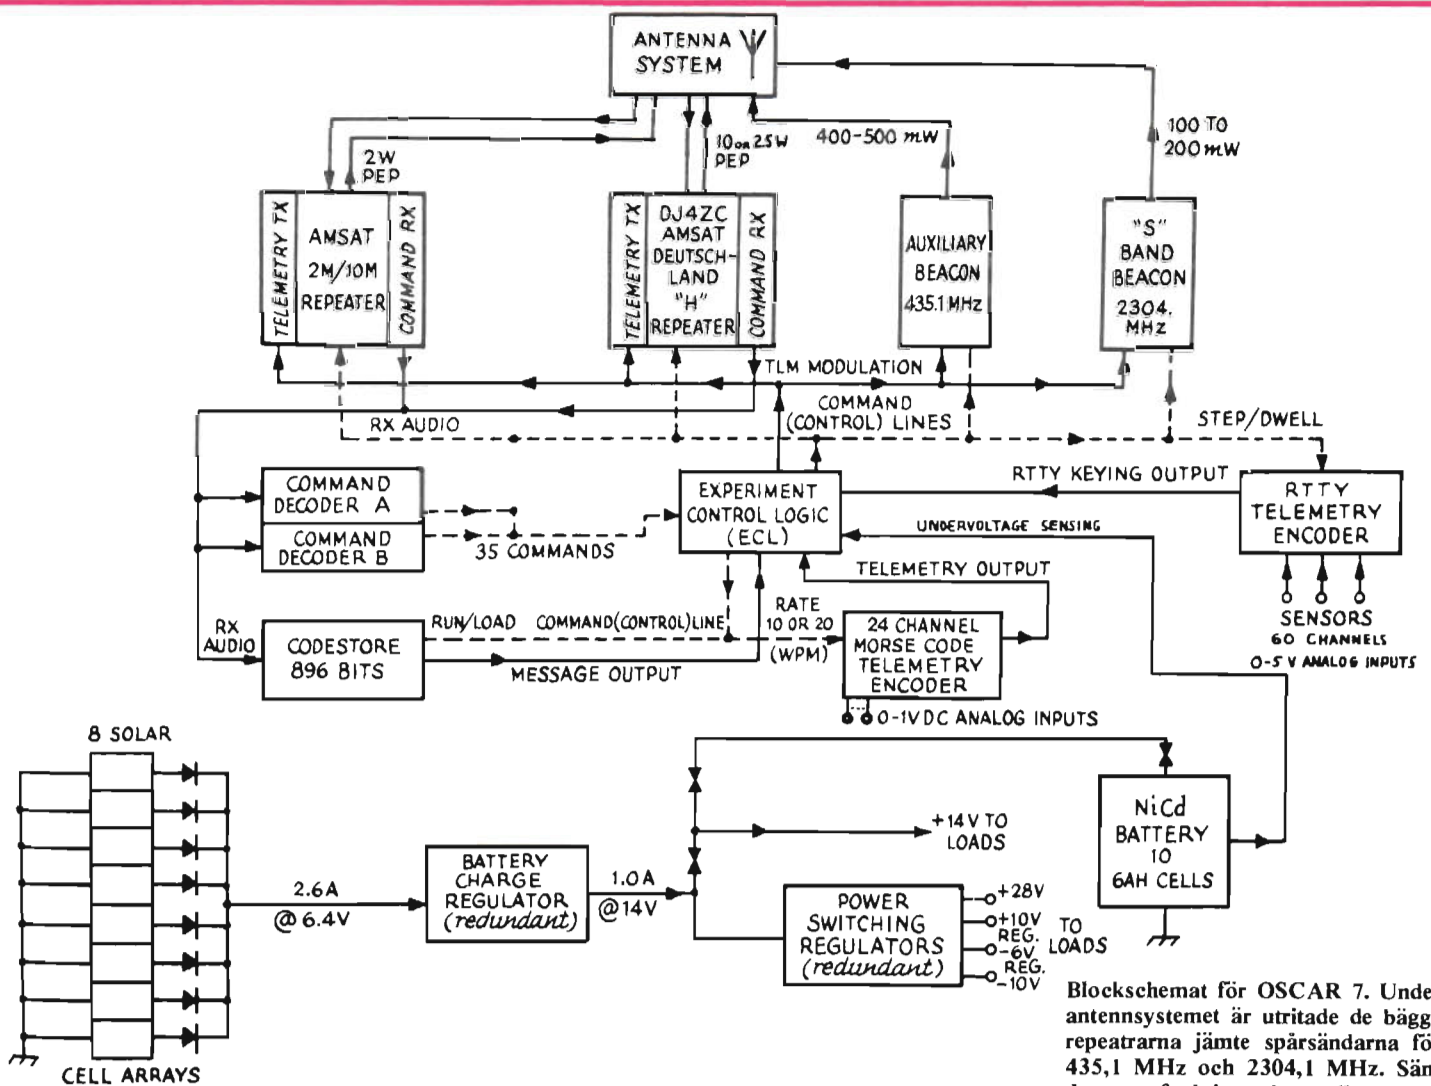 ANTENNA
SYSTEM
2W
PEP
10 OR 25W
PEP
400-500 mW
100 TO
200 mW
TELEMETRY TX
AMSAT
2M/10M
REPEATER
COMMAND RX
TELEMETRY TX
DJ4ZC
AMSAT
DEUTSCH-
LAND
"H"
REPEATER
COMMAND RX
AUXILIARY
BEACON
435.1 MHz
"S"
BAND
BEACON
2304.
MHz
TLM MODULATION
RX AUDIO
COMMAND
(CONTROL) LINES
STEP/DWELL
COMMAND
DECODER A
COMMAND
DECODER B
35 COMMANDS
EXPERIMENT
CONTROL LOGIC
(ECL)
RTTY KEYING OUTPUT
UNDERVOLTAGE SENSING
RTTY
TELEMETRY
ENCODER
TELEMETRY OUTPUT
SENSORS
60 CHANNELS
0-5 V ANALOG INPUTS
RX
AUDIO
CODESTORE
896 BITS
RUN/LOAD COMMAND(CONTROL)LINE
MESSAGE OUTPUT
RATE
10 OR 20
(WPM)
24 CHANNEL
MORSE CODE
TELEMETRY
ENCODER
0-1V DC ANALOG INPUTS
8 SOLAR
CELL ARRAYS
2.6A
@ 6.4V
BATTERY
CHARGE
REGULATOR
(redundant)
1.0A
@14V
+14V TO
LOADS
POWER
SWITCHING
REGULATORS
(redundant)
+28V
+10V
REG.
-6V
REG.
-10V
TO
LOADS
NiCd
BATTERY
10
6AH CELLS
Blockschemat för OSCAR 7. Unde
antennsystemet är utritade de bägg
repeatrarna jämte spårsändarna fö
435,1 MHz och 2304,1 MHz. Sän